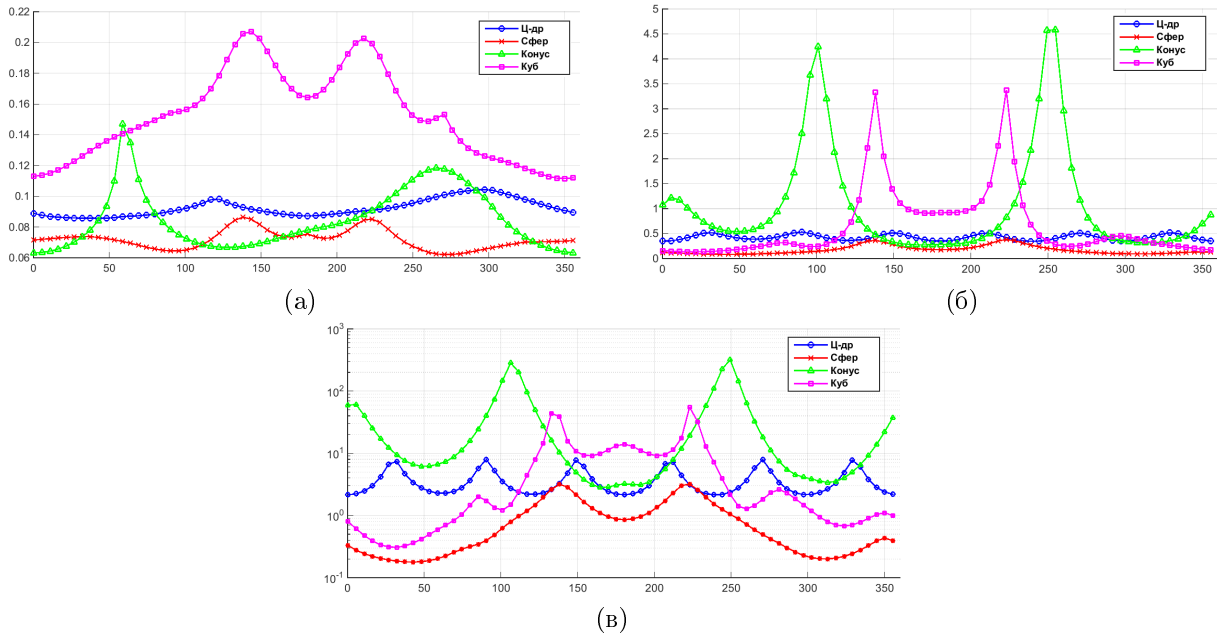 0.22
0.2
0.18
0.16
0.14
0.12
0.1
0.08
0.06
0 50 100 150 200 250 300 350
Ц-др
Сфер
Конус
Куб
(а)
5
4.5
4
3.5
3
2.5
2
1.5
1
0.5
0
0 50 100 150 200 250 300 350
Ц-др
Сфер
Конус
Куб
(б)
10³
10²
10¹
10⁰
10⁻¹
0 50 100 150 200 250 300 350
Ц-др
Сфер
Конус
Куб
(в)